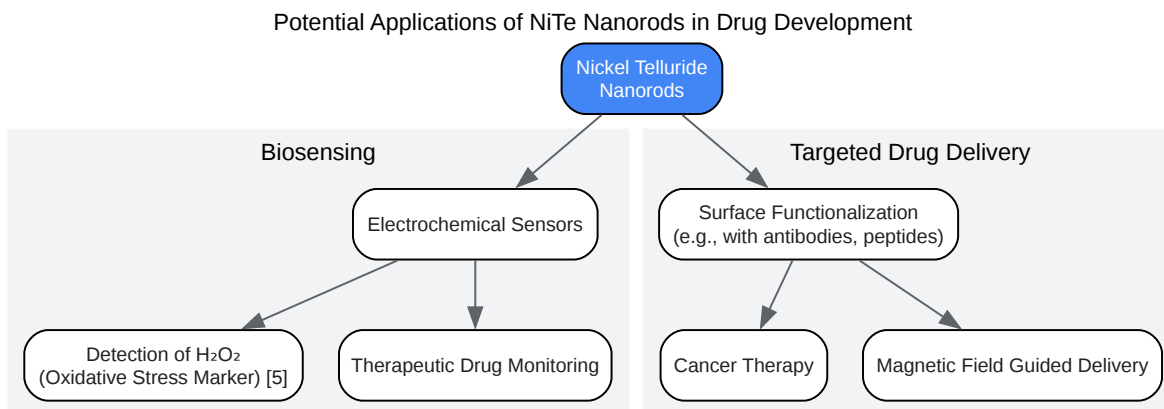 Potential Applications of NiTe Nanorods in Drug Development
Nickel Telluride
Nanorods
Biosensing
Targeted Drug Delivery
Electrochemical Sensors
Surface Functionalization
(e.g., with antibodies, peptides)
Detection of H₂O₂
(Oxidative Stress Marker) [5]
Therapeutic Drug Monitoring
Cancer Therapy
Magnetic Field Guided Delivery